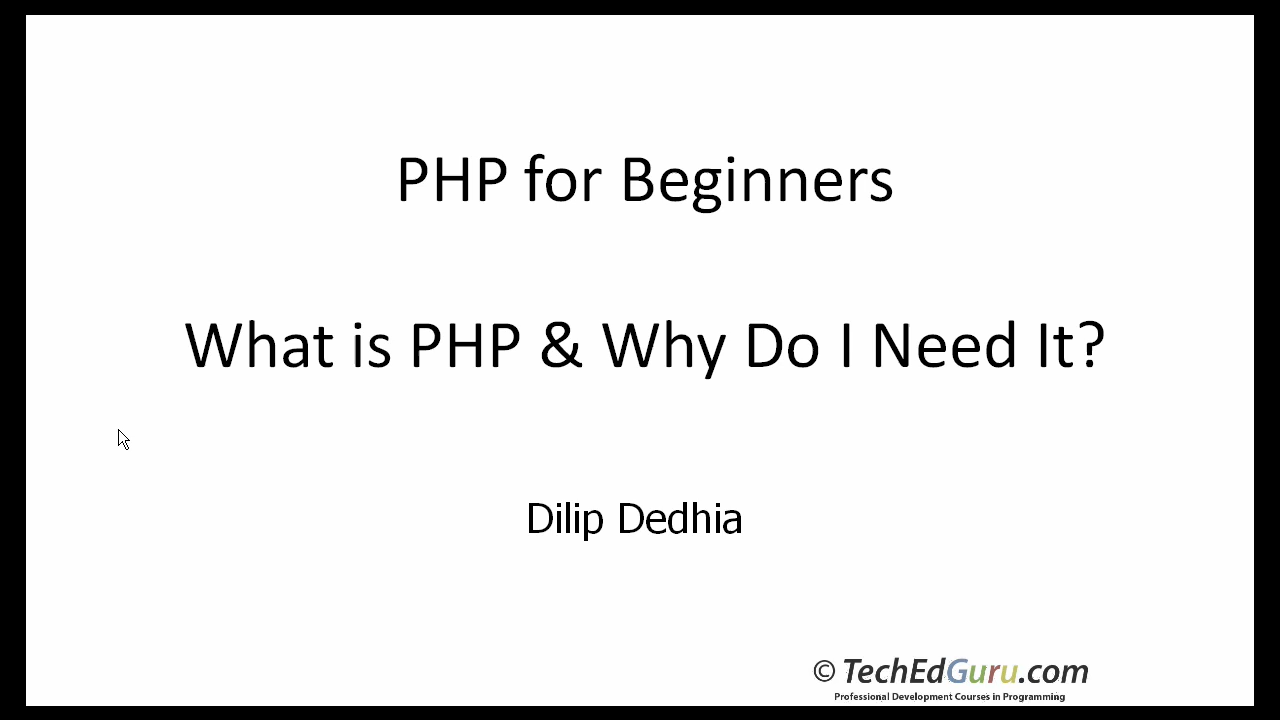 PHP for Beginners
What is PHP & Why Do I Need It?
Dilip Dedhia
© TechEdGuru.com
Professional Development Courses in Programming